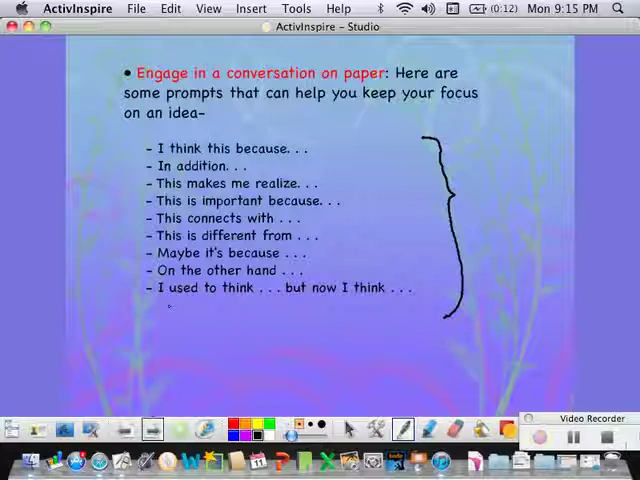 ActivInspire File Edit View Insert Tools Help (0:12) Mon 9:15 PM
ActivInspire - Studio
• Engage in a conversation on paper: Here are
some prompts that can help you keep your focus
on an idea-
- I think this because. . .
- In addition. . .
- This makes me realize. . .
- This is important because. . .
- This connects with . . .
- This is different from . . .
- Maybe it's because . . .
- On the other hand . . .
- I used to think . . . but now I think . . .
Video Recorder
11